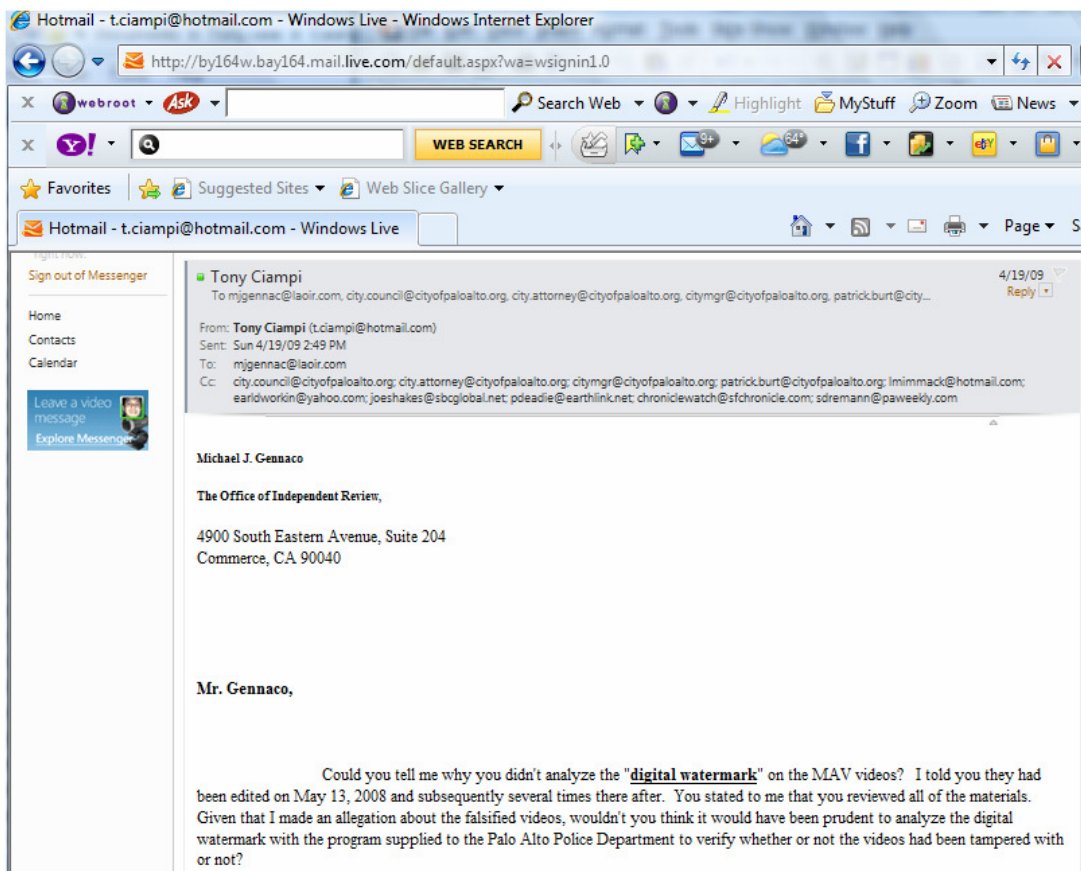 Hotmail - t.ciampi@hotmail.com - Windows Live - Windows Internet Explorer
http://by164w.bay164.mail.live.com/default.aspx?wa=wsignin1.0
webroot Ask Search Web Highlight MyStuff Zoom News
Y! WEB SEARCH 9+ 64° f ebY
Favorites Suggested Sites Web Slice Gallery
Hotmail - t.ciampi@hotmail.com - Windows Live Page S
right now.
Sign out of Messenger
Home
Contacts
Calendar
Leave a video
message
Explore Messenger
Tony Ciampi 4/19/09
To mjgennac@laoir.com, city.council@cityofpaloalto.org, city.attorney@cityofpaloalto.org, citymgr@cityofpaloalto.org, patrick.burt@city... Reply
From: Tony Ciampi (t.ciampi@hotmail.com)
Sent: Sun 4/19/09 2:49 PM
To: mjgennac@laoir.com
Cc: city.council@cityofpaloalto.org; city.attorney@cityofpaloalto.org; citymgr@cityofpaloalto.org; patrick.burt@cityofpaloalto.org; lmimmack@hotmail.com;
earldworkin@yahoo.com; joeshakes@sbcglobal.net; pdeadie@earthlink.net; chroniclewatch@sfchronicle.com; sdremann@paweekly.com
Michael J. Gennaco
The Office of Independent Review,
4900 South Eastern Avenue, Suite 204
Commerce, CA 90040
Mr. Gennaco,
Could you tell me why you didn't analyze the "digital watermark" on the MAV videos? I told you they had
been edited on May 13, 2008 and subsequently several times there after. You stated to me that you reviewed all of the materials.
Given that I made an allegation about the falsified videos, wouldn't you think it would have been prudent to analyze the digital
watermark with the program supplied to the Palo Alto Police Department to verify whether or not the videos had been tampered with
or not?